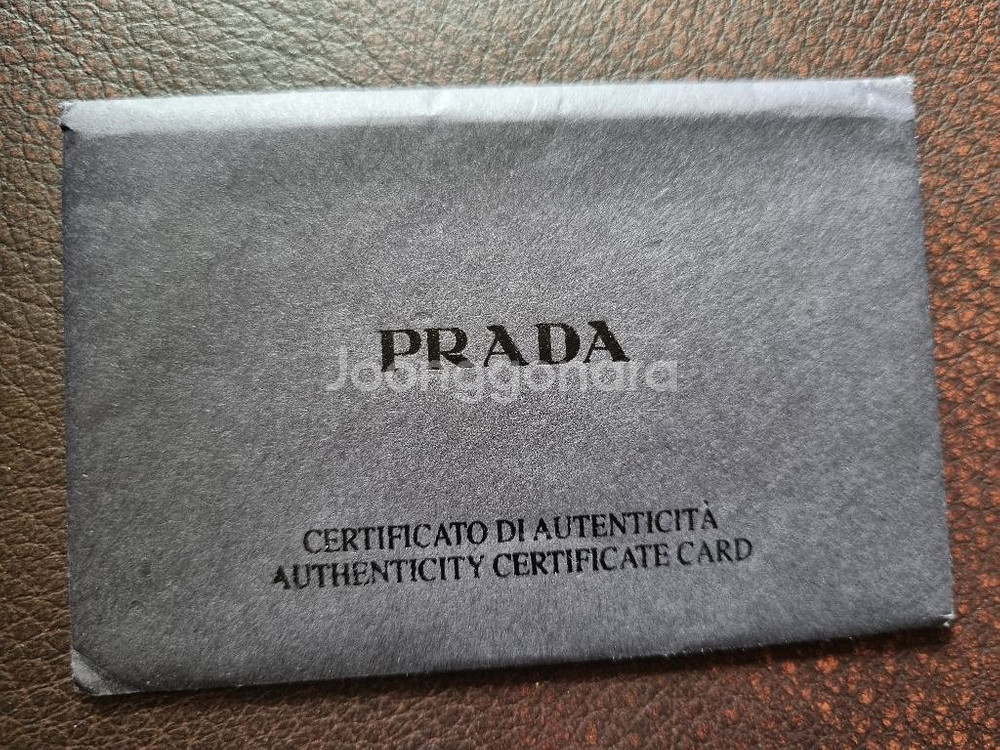 PRADA
Joonggonara
CERTIFICATO DI AUTENTICITÀ
AUTHENTICITY CERTIFICATE CARD